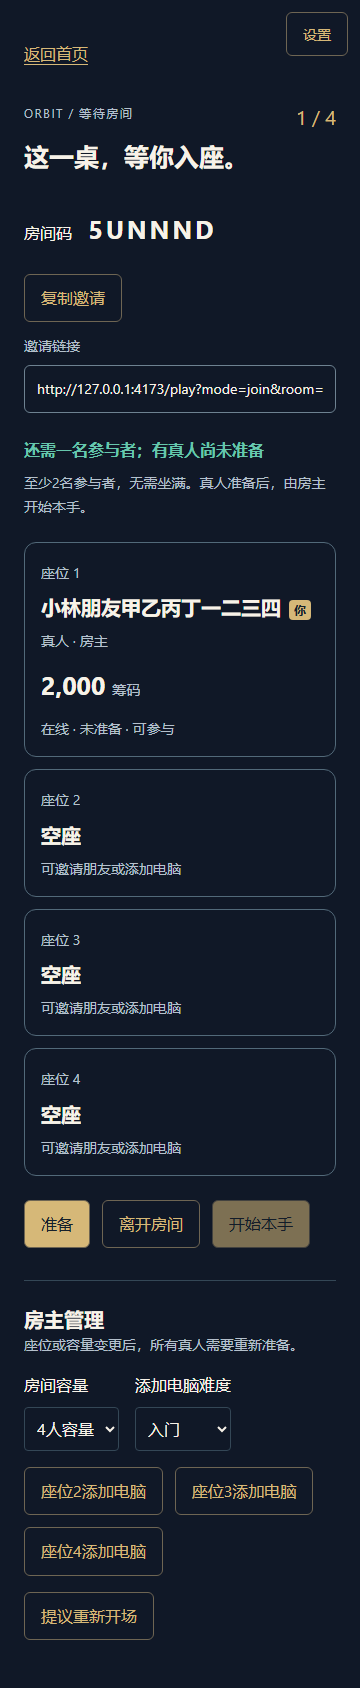 设置
返回首页
ORBIT / 等待房间
1 / 4
这一桌，等你入座。
房间码 5UNNND
复制邀请
邀请链接
http://127.0.0.1:4173/play?mode=join&room=
还需一名参与者；有真人尚未准备
至少2名参与者，无需坐满。真人准备后，由房主
开始本手。
座位 1
小林朋友甲乙丙丁一二三四 你
真人 · 房主
2,000 筹码
在线 · 未准备 · 可参与
座位 2
空座
可邀请朋友或添加电脑
座位 3
空座
可邀请朋友或添加电脑
座位 4
空座
可邀请朋友或添加电脑
准备 离开房间 开始本手
房主管理
座位或容量变更后，所有真人需要重新准备。
房间容量 添加电脑难度
4人容量 入门
座位2添加电脑 座位3添加电脑
座位4添加电脑
提议重新开场